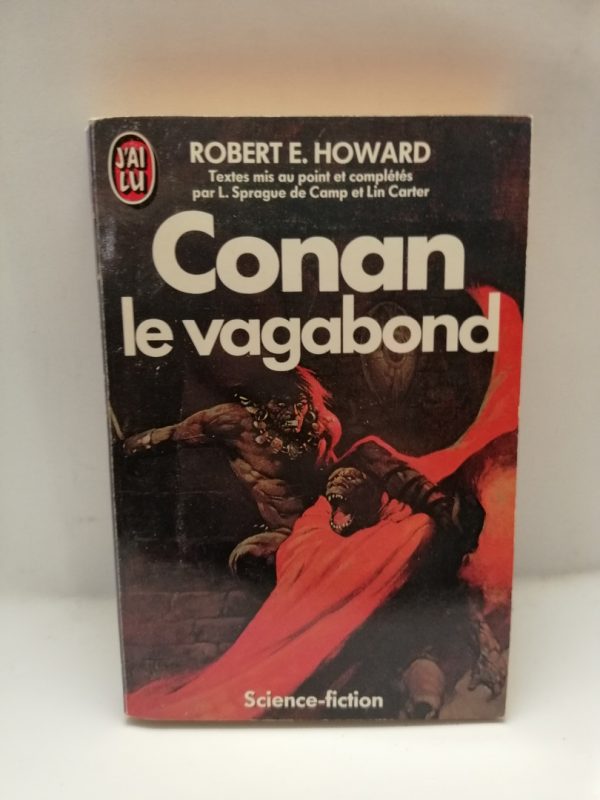 J'AI
LU
ROBERT E. HOWARD
Textes mis au point et complétés
par L. Sprague de Camp et Lin Carter
Conan
le vagabond
Science-fiction